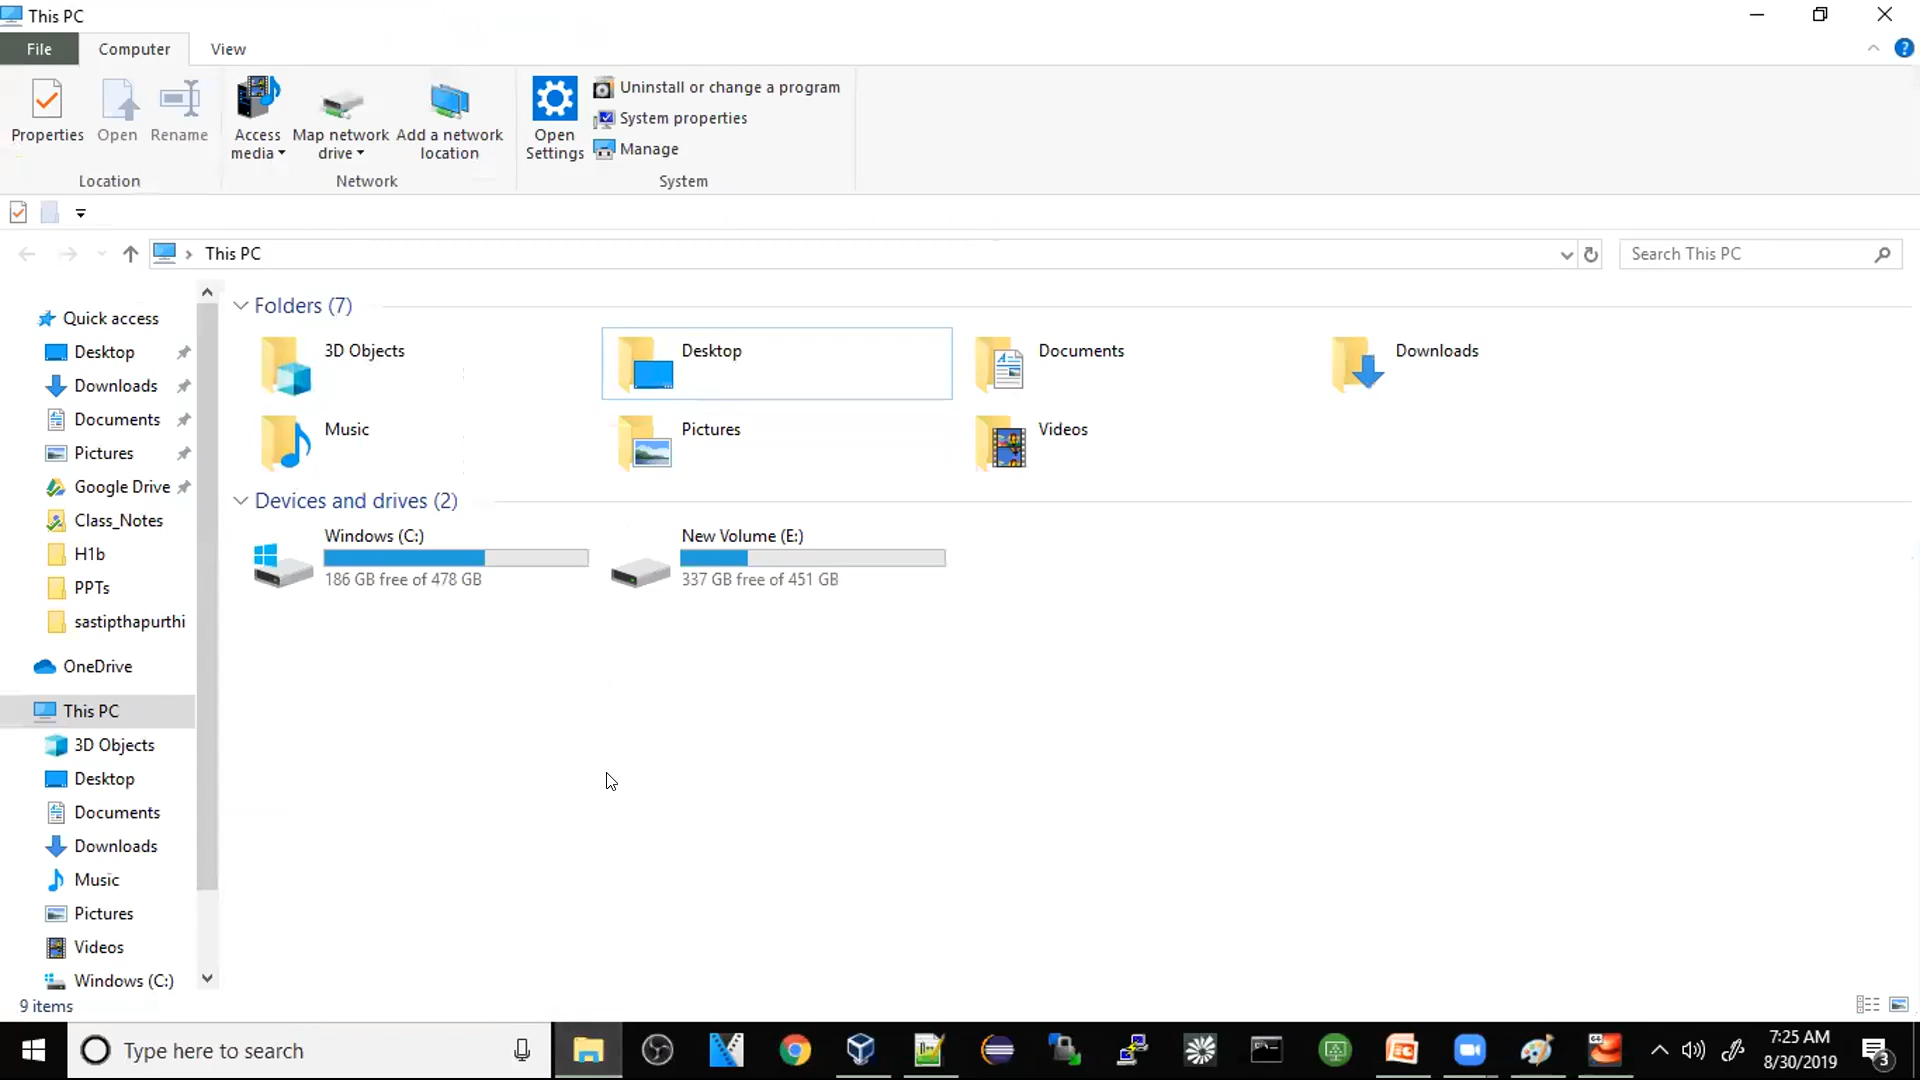 This PC
File
Computer
View
Properties
Open
Rename
Access media
Map network drive
Add a network location
Open Settings
Uninstall or change a program
System properties
Manage
Location
Network
System
This PC
Search This PC
Quick access
Desktop
Downloads
Documents
Pictures
Google Drive
Class_Notes
H1b
PPTs
sastipthapurthi
OneDrive
This PC
3D Objects
Desktop
Documents
Downloads
Music
Pictures
Videos
Windows (C:)
Folders (7)
3D Objects
Desktop
Documents
Downloads
Music
Pictures
Videos
Devices and drives (2)
Windows (C:)
186 GB free of 478 GB
New Volume (E:)
337 GB free of 451 GB
9 items
Type here to search
7:25 AM
8/30/2019
3